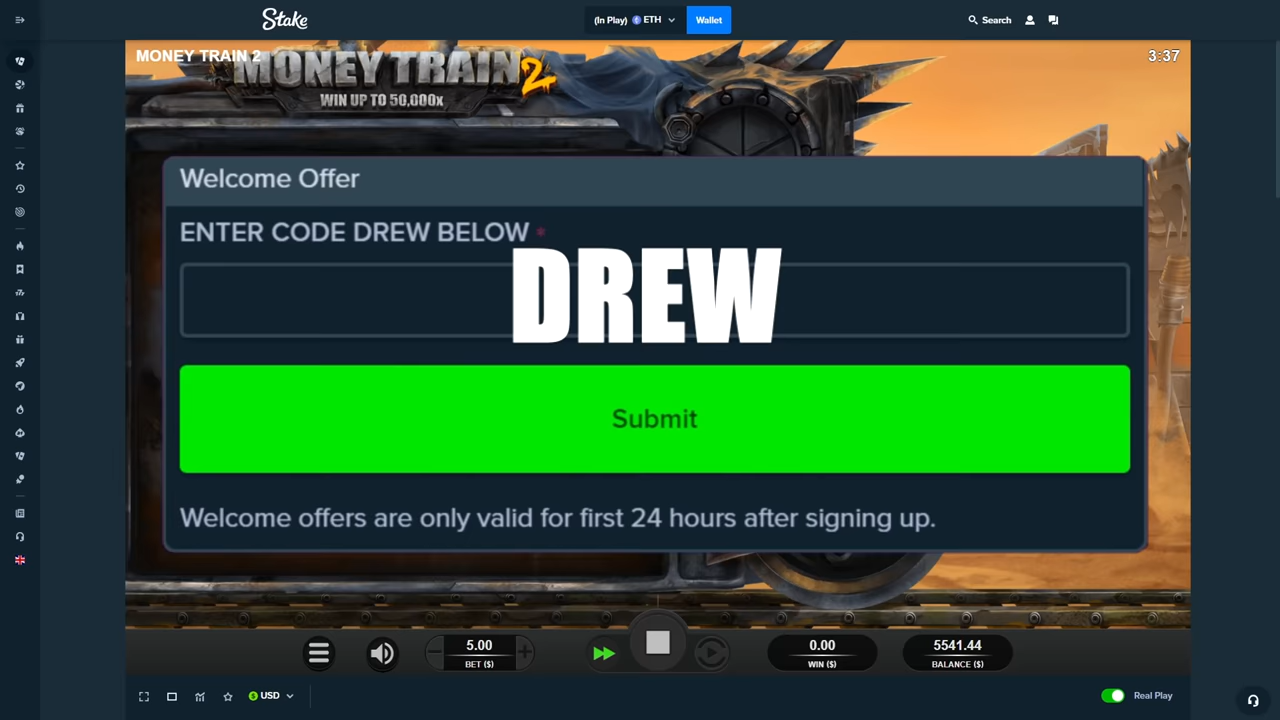 Stake
(In Play) ETH
Wallet
Search
MONEY TRAIN 2
3:37
MONEY TRAIN 2
WIN UP TO 50,000x
Welcome Offer
ENTER CODE DREW BELOW *
DREW
Submit
Welcome offers are only valid for first 24 hours after signing up.
5.00
BET ($)
0.00
WIN ($)
5541.44
BALANCE ($)
$ USD
Real Play